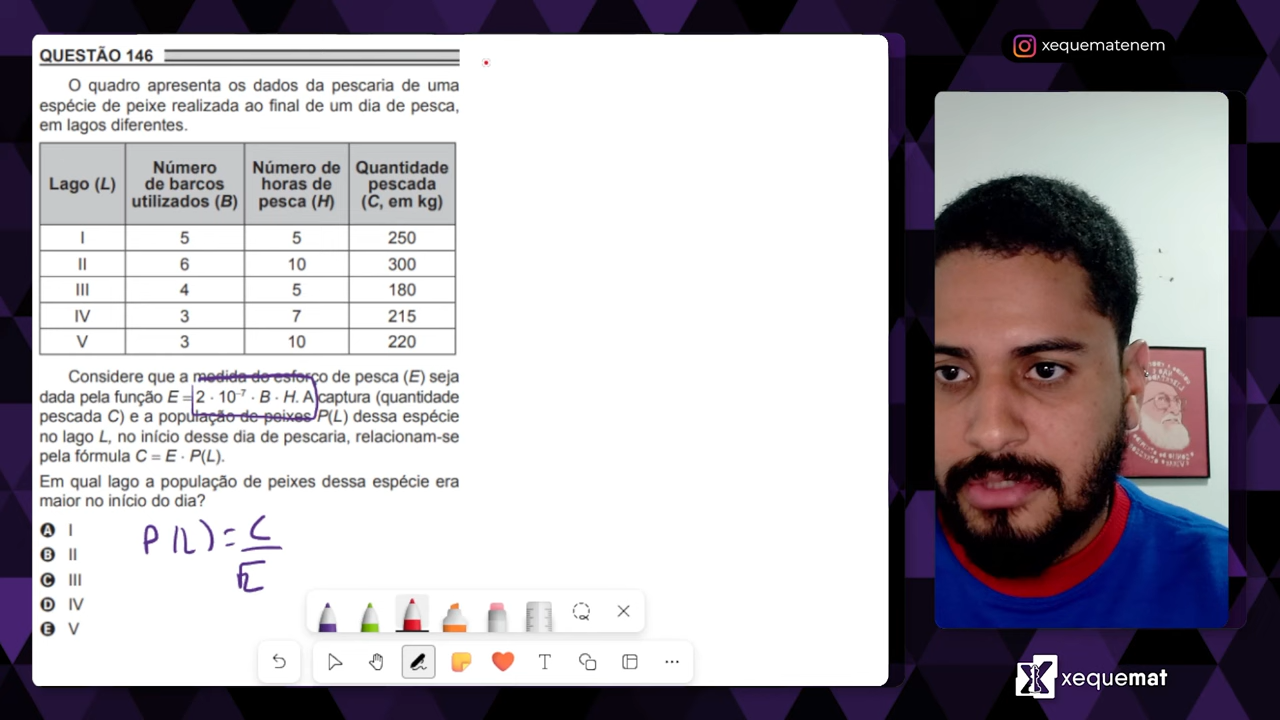 QUESTÃO 146
O quadro apresenta os dados da pescaria de uma
espécie de peixe realizada ao final de um dia de pesca,
em lagos diferentes.
Lago (L) Número de barcos utilizados (B) Número de horas de pesca (H) Quantidade pescada (C, em kg)
I 5 5 250
II 6 10 300
III 4 5 180
IV 3 7 215
V 3 10 220
Considere que a medida do esforço de pesca (E) seja
dada pela função E = 2 · 10⁻⁷ · B · H. A captura (quantidade
pescada C) e a população de peixes P(L) dessa espécie
no lago L, no início desse dia de pescaria, relacionam-se
pela fórmula C = E · P(L).
Em qual lago a população de peixes dessa espécie era
maior no início do dia?
A I
B II
C III
D IV
E V
P(L) = C
E
T
xequematenem
xequemat